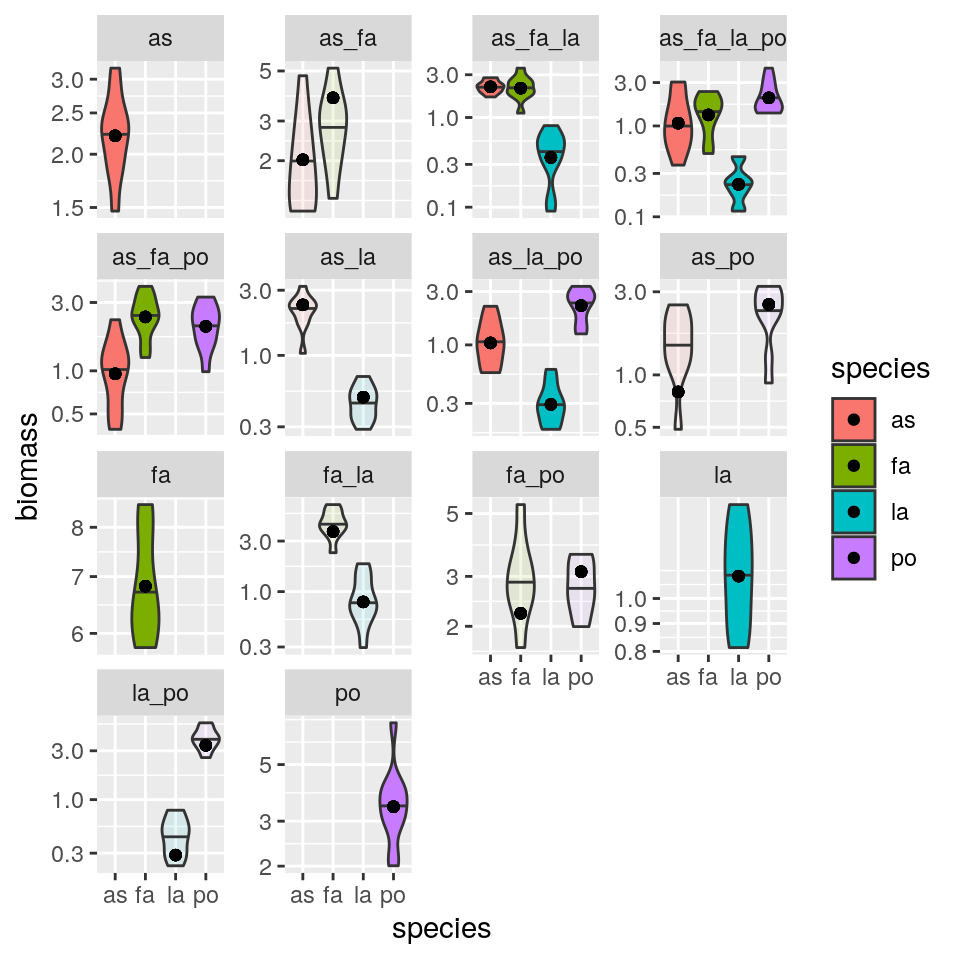 as
as_fa
as_fa_la
as_fa_la_po
3.0
2.5
2.0
1.5
5
3
2
3.0
1.0
0.3
0.1
3.0
1.0
0.3
0.1
as_fa_po
as_la
as_la_po
as_po
3.0
1.0
0.5
3.0
1.0
0.3
3.0
1.0
0.3
3.0
1.0
0.5
fa
fa_la
fa_po
la
8
7
6
3.0
1.0
0.3
5
3
2
1.0
0.9
0.8
as fa la po
as fa la po
la_po
po
3.0
1.0
0.3
5
3
2
as fa la po
as fa la po
species
biomass
species
as
fa
la
po